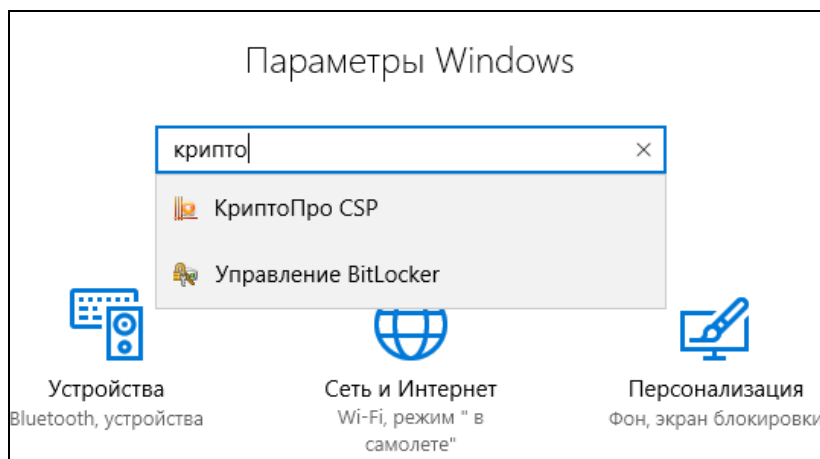 Параметры Windows
крипто
КриптоПро CSP
Управление BitLocker
Устройства
Bluetooth, устройства
Сеть и Интернет
Wi-Fi, режим " в
самолете"
Персонализация
Фон, экран блокировки